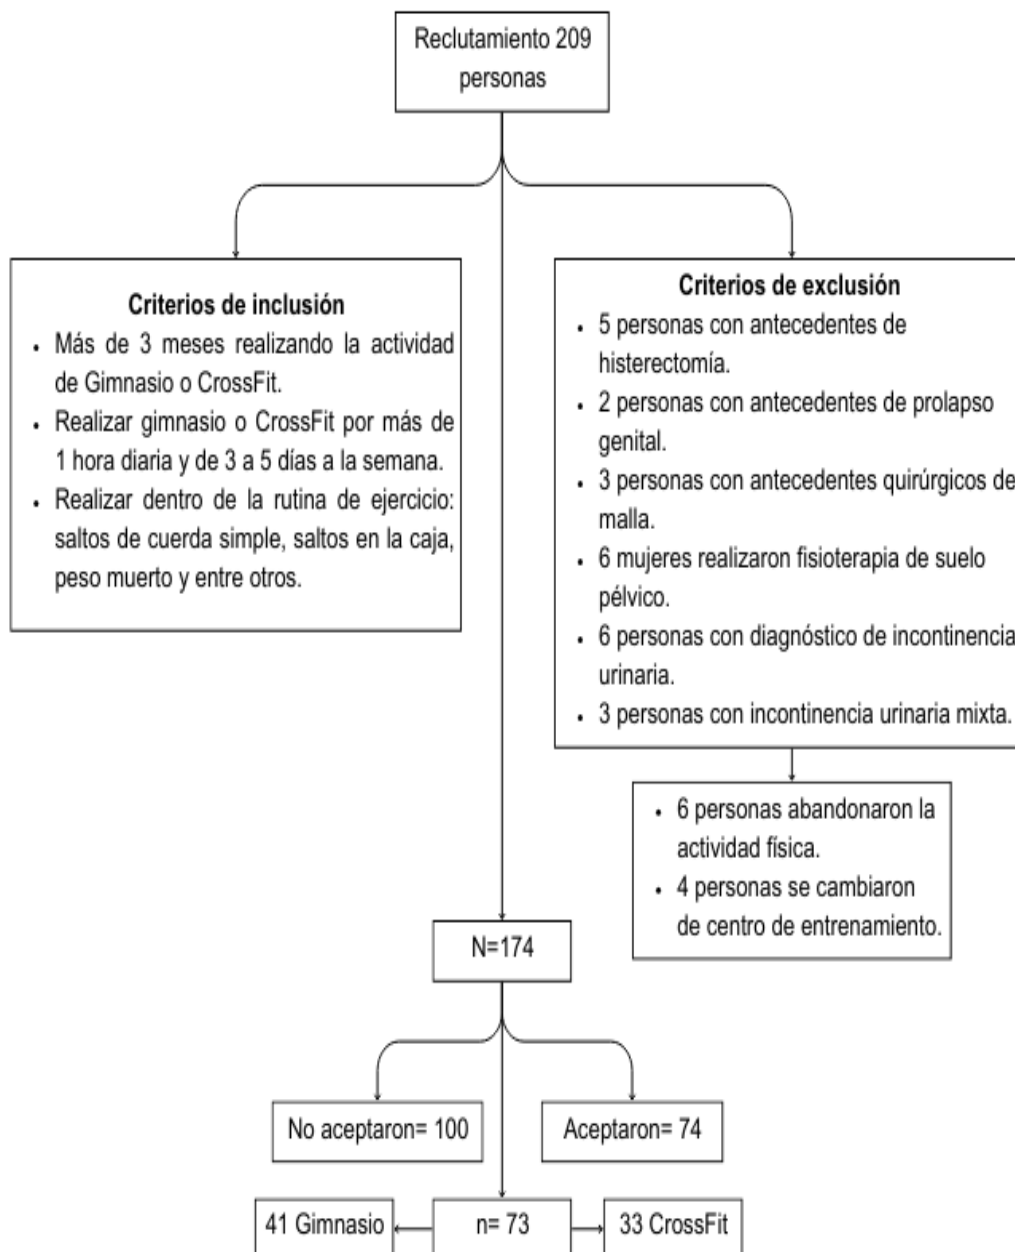 Reclutamiento 209
personas
Criterios de inclusión
• Más de 3 meses realizando la actividad
de Gimnasio o CrossFit.
• Realizar gimnasio o CrossFit por más de
1 hora diaria y de 3 a 5 días a la semana.
• Realizar dentro de la rutina de ejercicio:
saltos de cuerda simple, saltos en la caja,
peso muerto y entre otros.
Criterios de exclusión
• 5 personas con antecedentes de
histerectomía.
• 2 personas con antecedentes de prolapso
genital.
• 3 personas con antecedentes quirúrgicos de
malla.
• 6 mujeres realizaron fisioterapia de suelo
pélvico.
• 6 personas con diagnóstico de incontinencia
urinaria.
• 3 personas con incontinencia urinaria mixta.
• 6 personas abandonaron la
actividad física.
• 4 personas se cambiaron
de centro de entrenamiento.
N=174
No aceptaron= 100
Aceptaron= 74
41 Gimnasio
n= 73
33 CrossFit